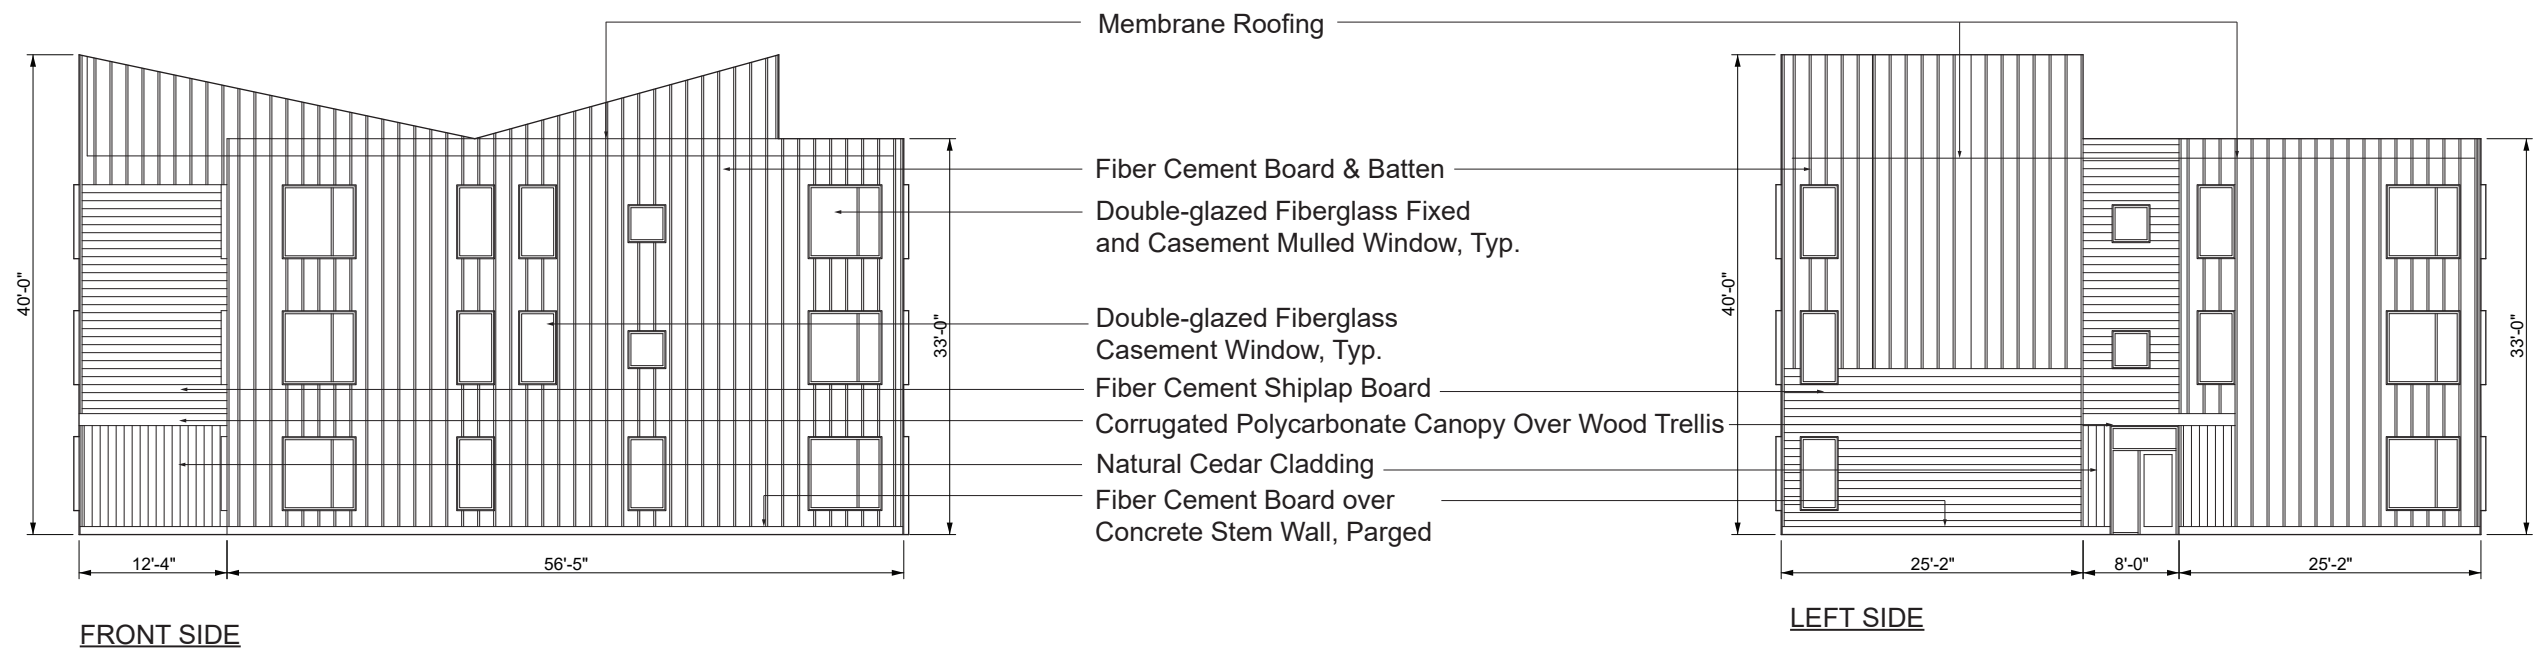 Membrane Roofing
Fiber Cement Board & Batten
Double-glazed Fiberglass Fixed
and Casement Mulled Window, Typ.
Double-glazed Fiberglass
Casement Window, Typ.
Fiber Cement Shiplap Board
Corrugated Polycarbonate Canopy Over Wood Trellis
Natural Cedar Cladding
Fiber Cement Board over
Concrete Stem Wall, Parged
40'-0"
33'-0"
12'-4"
56'-5"
FRONT SIDE
40'-0"
33'-0"
25'-2"
8'-0"
25'-2"
LEFT SIDE